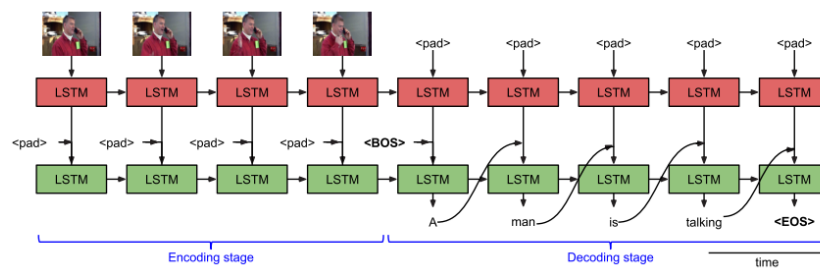 <pad> <pad> <pad> <pad> <pad>
LSTM LSTM LSTM LSTM LSTM LSTM LSTM LSTM LSTM
<pad> <pad> <pad> <pad> <BOS>
LSTM LSTM LSTM LSTM LSTM LSTM LSTM LSTM LSTM
A man is talking <EOS>
Encoding stage Decoding stage
time